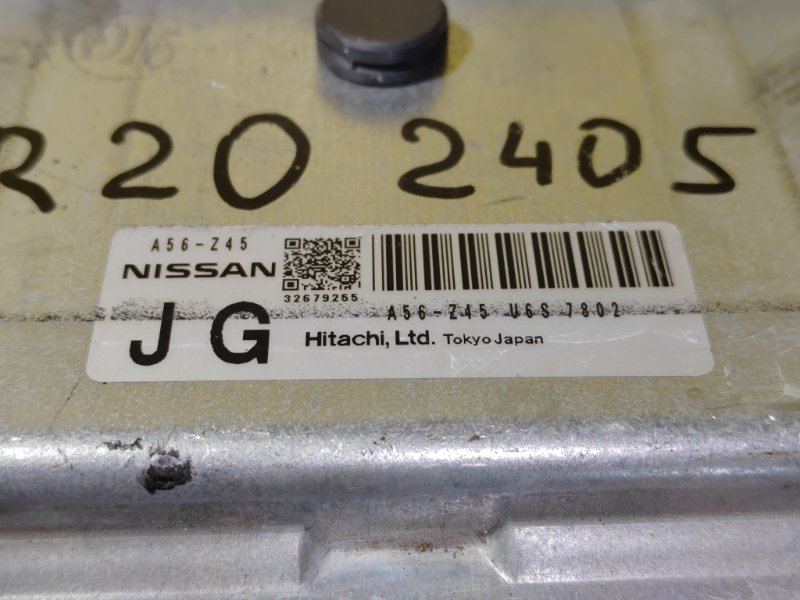 R20 2405
A56-Z45
NISSAN
32679255
A56-Z45 U6S 7802
JG
Hitachi, Ltd. Tokyo Japan